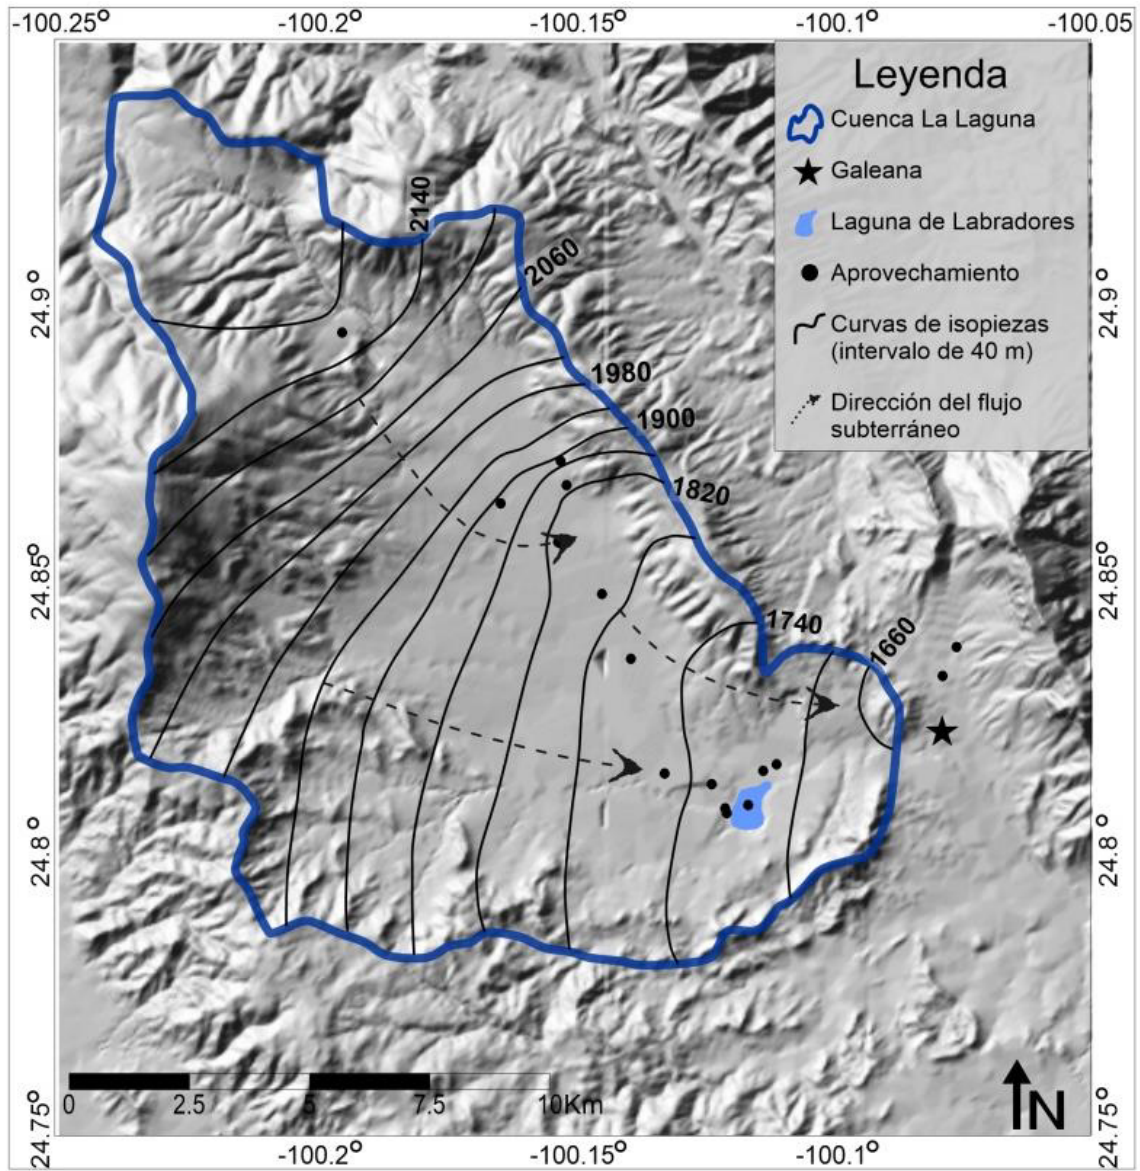 -100.25° -100.2° -100.15° -100.1° -100.05
Leyenda
Cuenca La Laguna
Galeana
Laguna de Labradores
Aprovechamiento
Curvas de isopiezas
(intervalo de 40 m)
Dirección del flujo
subterráneo
2140
2060
1980
1900
1820
1740
1660
24.9°
24.85°
24.8°
24.75°
24.9°
24.85°
24.8°
24.75°
0 2.5 5 7.5 10Km
N
-100.2° -100.15° -100.1°